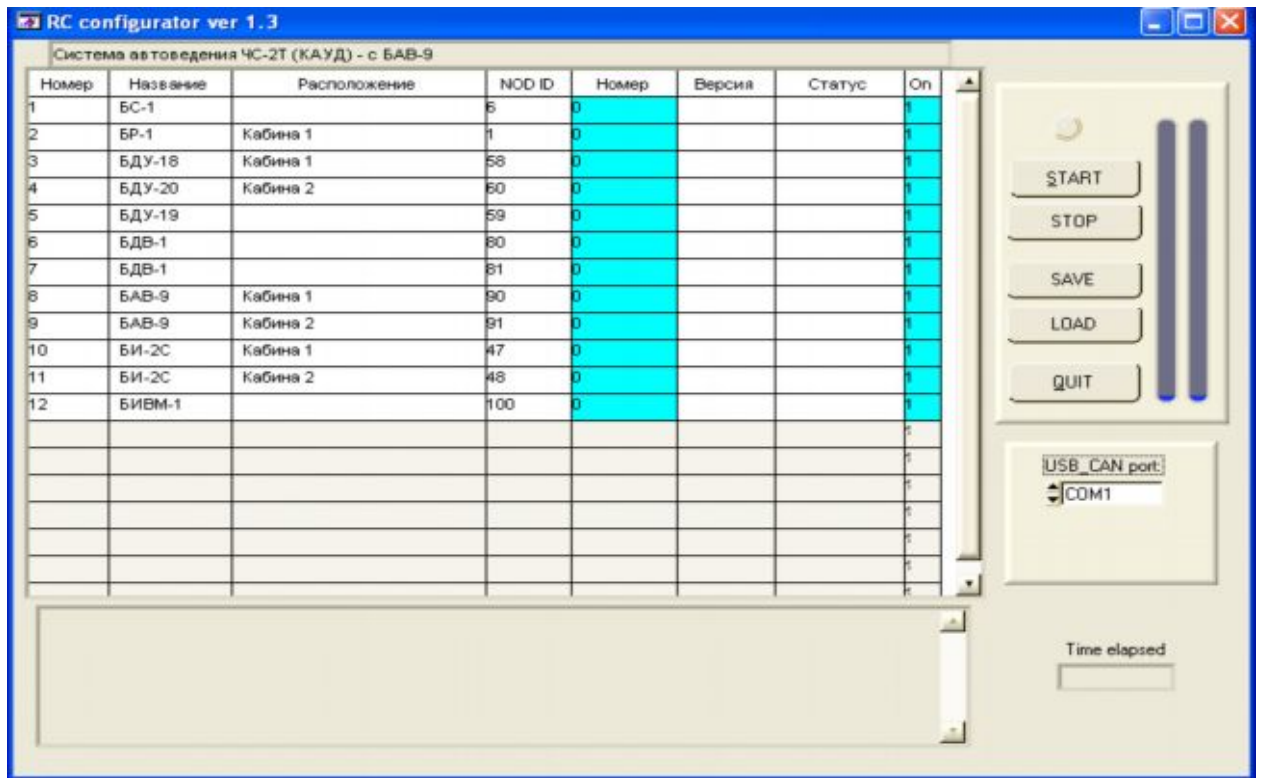 RC configurator ver 1.3
Система автоведения ЧС-2Т (КАУД) - с БАВ-9
Номер Название Расположение NOD ID Номер Версия Статус On
1 БС-1 6 0 1
2 БР-1 Кабина 1 1 0 1
3 БДУ-18 Кабина 1 58 0 1
4 БДУ-20 Кабина 2 60 0 1
5 БДУ-19 59 0 1
6 БДВ-1 80 0 1
7 БДВ-1 81 0 1
8 БАВ-9 Кабина 1 90 0 1
9 БАВ-9 Кабина 2 91 0 1
10 БИ-2С Кабина 1 47 0 1
11 БИ-2С Кабина 2 48 0 1
12 БИВМ-1 100 0 1
START
STOP
SAVE
LOAD
QUIT
USB_CAN port:
COM1
Time elapsed